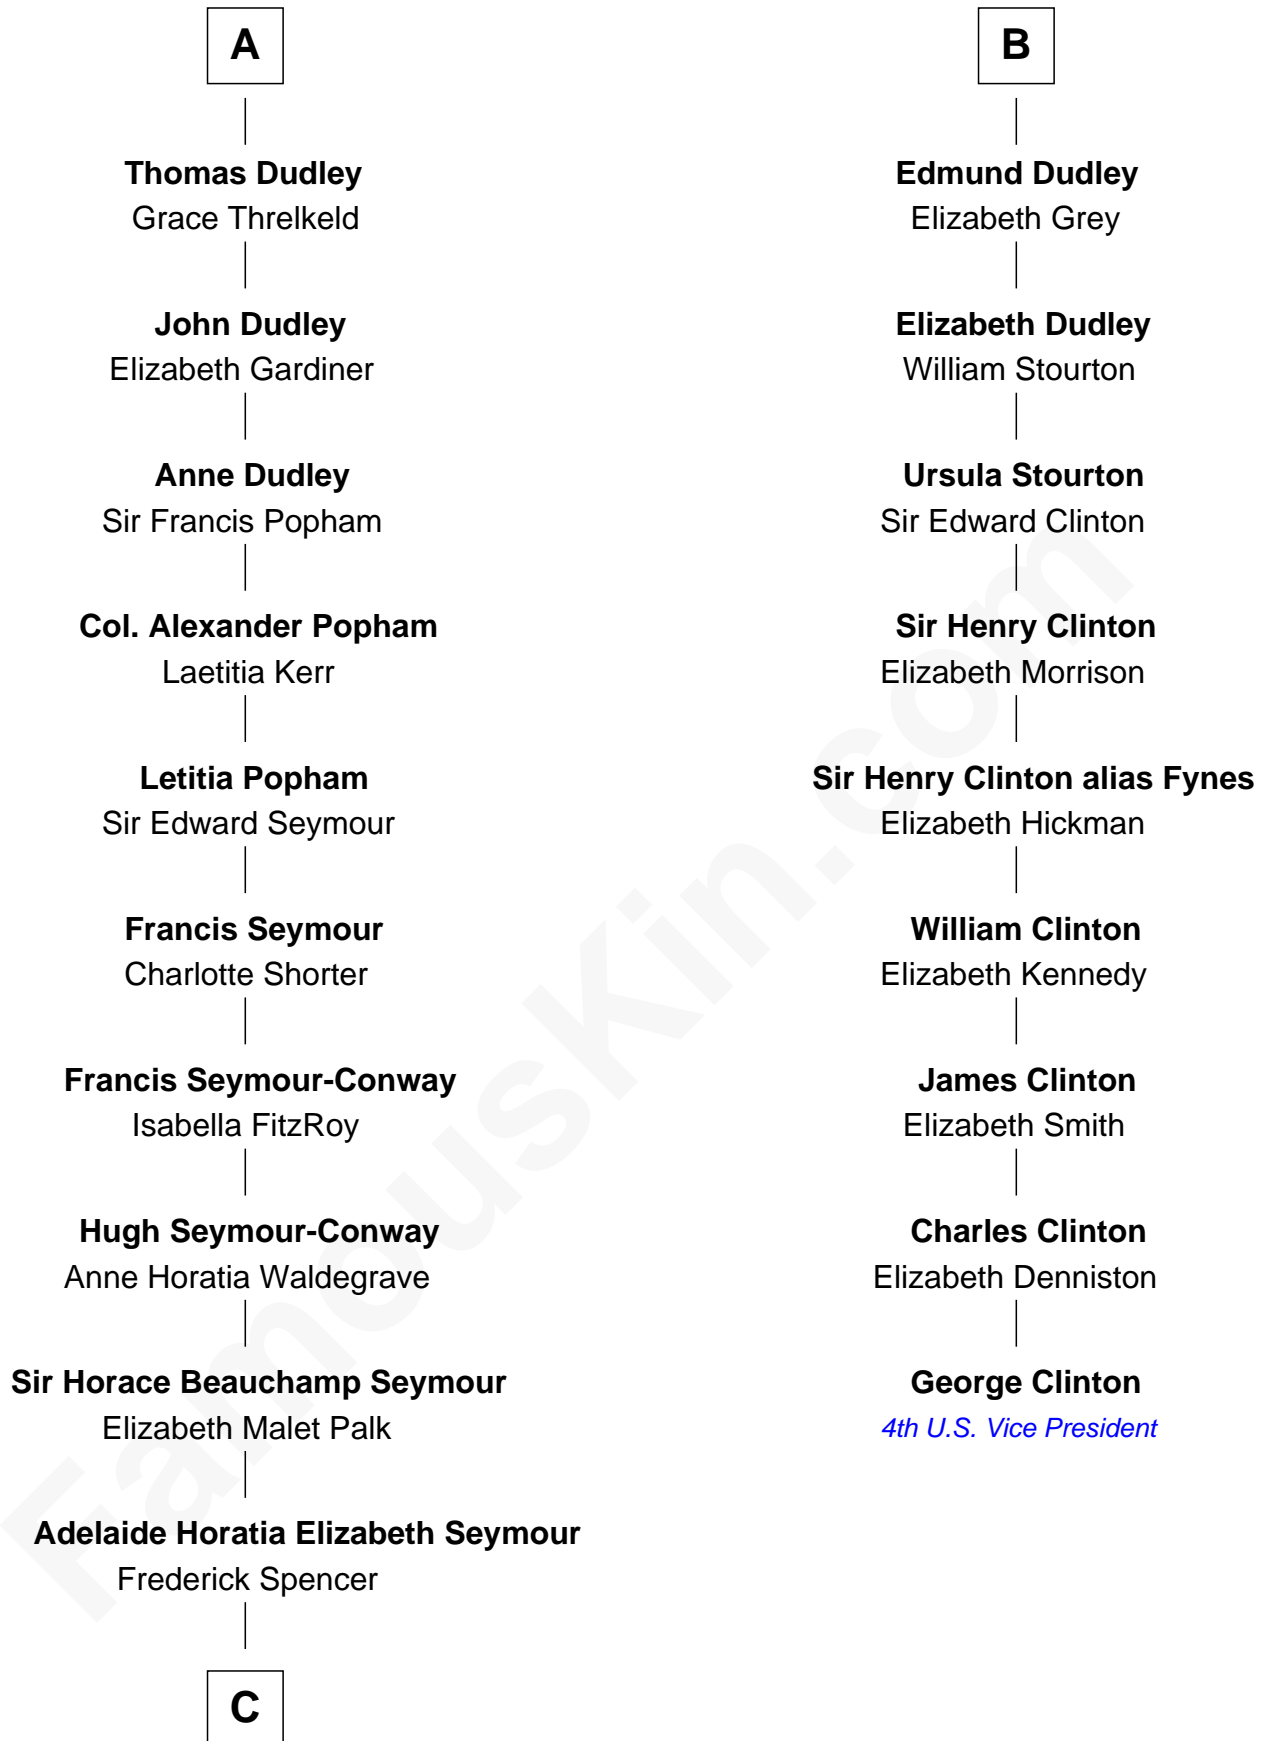 A
Thomas Dudley
Grace Threlkeld
John Dudley
Elizabeth Gardiner
Anne Dudley
Sir Francis Popham
Col. Alexander Popham
Laetitia Kerr
Letitia Popham
Sir Edward Seymour
Francis Seymour
Charlotte Shorter
Francis Seymour-Conway
Isabella FitzRoy
Hugh Seymour-Conway
Anne Horatia Waldegrave
Sir Horace Beauchamp Seymour
Elizabeth Malet Palk
Adelaide Horatia Elizabeth Seymour
Frederick Spencer
C
B
Edmund Dudley
Elizabeth Grey
Elizabeth Dudley
William Stourton
Ursula Stourton
Sir Edward Clinton
Sir Henry Clinton
Elizabeth Morrison
Sir Henry Clinton alias Fynes
Elizabeth Hickman
William Clinton
Elizabeth Kennedy
James Clinton
Elizabeth Smith
Charles Clinton
Elizabeth Denniston
George Clinton
4th U.S. Vice President
FamousKin.com